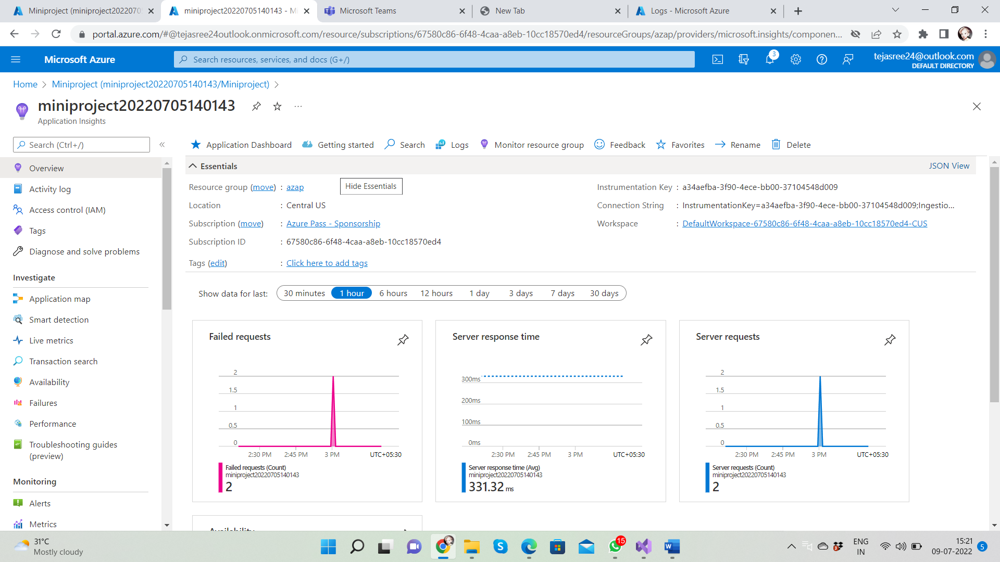 Miniproject (miniproject2022070
miniproject20220705140143 - M
Microsoft Teams
New Tab
Logs - Microsoft Azure
portal.azure.com/#@tejasree24outlook.onmicrosoft.com/resource/subscriptions/67580c86-6f48-4caa-a8eb-10cc18570ed4/resourceGroups/azap/providers/microsoft.insights/componen...
Microsoft Azure
Search resources, services, and docs (G+/)
3
tejasree24@outlook.com
DEFAULT DIRECTORY
Home > Miniproject (miniproject20220705140143/Miniproject) >
miniproject20220705140143
...
Application Insights
Search (Ctrl+/)
«
Application Dashboard
Getting started
Search
Logs
Monitor resource group
Feedback
Favorites
Rename
Delete
Overview
Activity log
Access control (IAM)
Tags
Diagnose and solve problems
Investigate
Application map
Smart detection
Live metrics
Transaction search
Availability
Failures
Performance
Troubleshooting guides
(preview)
Monitoring
Alerts
Metrics
Essentials
JSON View
Resource group (move) : azap
Hide Essentials
Location : Central US
Subscription (move) : Azure Pass - Sponsorship
Subscription ID : 67580c86-6f48-4caa-a8eb-10cc18570ed4
Tags (edit) : Click here to add tags
Instrumentation Key : a34aefba-3f90-4ece-bb00-37104548d009
Connection String : InstrumentationKey=a34aefba-3f90-4ece-bb00-37104548d009;Ingestio...
Workspace : DefaultWorkspace-67580c86-6f48-4caa-a8eb-10cc18570ed4-CUS
Show data for last: 30 minutes 1 hour 6 hours 12 hours 1 day 3 days 7 days 30 days
Failed requests
2
1.5
1
0.5
0
2:30 PM 2:45 PM 3 PM UTC+05:30
Failed requests (Count)
miniproject20220705140143
2
Server response time
300ms
200ms
100ms
0ms
2:30 PM 2:45 PM 3 PM UTC+05:30
Server response time (Avg)
miniproject20220705140143
331.32 ms
Server requests
2
1.5
1
0.5
0
2:30 PM 2:45 PM 3 PM UTC+05:30
Server requests (Count)
miniproject20220705140143
2
Availability
31°C
Mostly cloudy
15
3
ENG
IN
15:21
09-07-2022
5